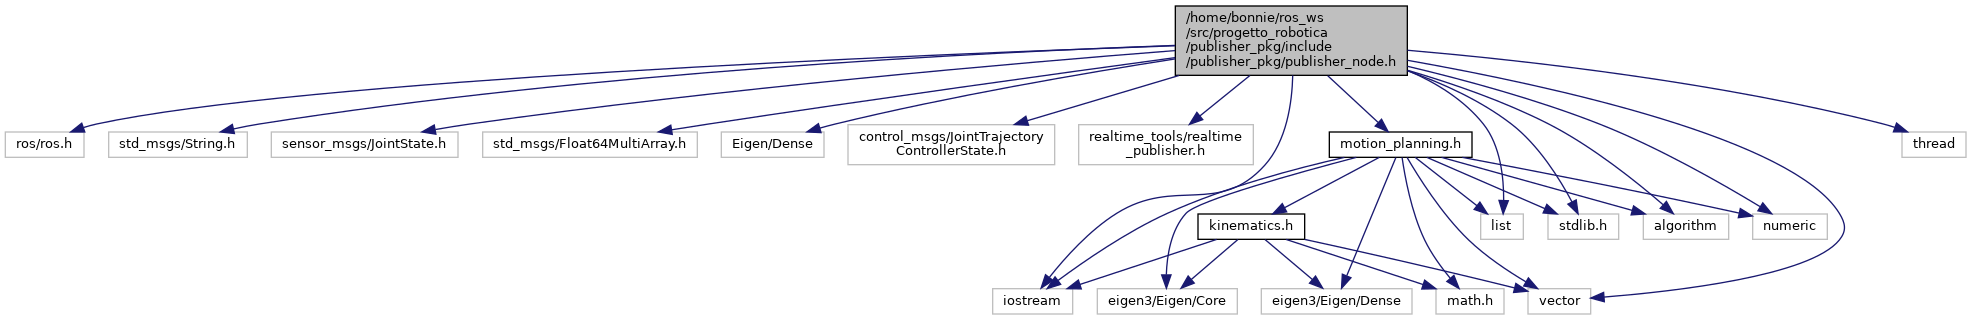 /home/bonnie/ros_ws
/src/progetto_robotica
/publisher_pkg/include
/publisher_pkg/publisher_node.h
ros/ros.h
std_msgs/String.h
sensor_msgs/JointState.h
std_msgs/Float64MultiArray.h
Eigen/Dense
control_msgs/JointTrajectory
ControllerState.h
realtime_tools/realtime
_publisher.h
motion_planning.h
thread
kinematics.h
list
stdlib.h
algorithm
numeric
iostream
eigen3/Eigen/Core
eigen3/Eigen/Dense
math.h
vector